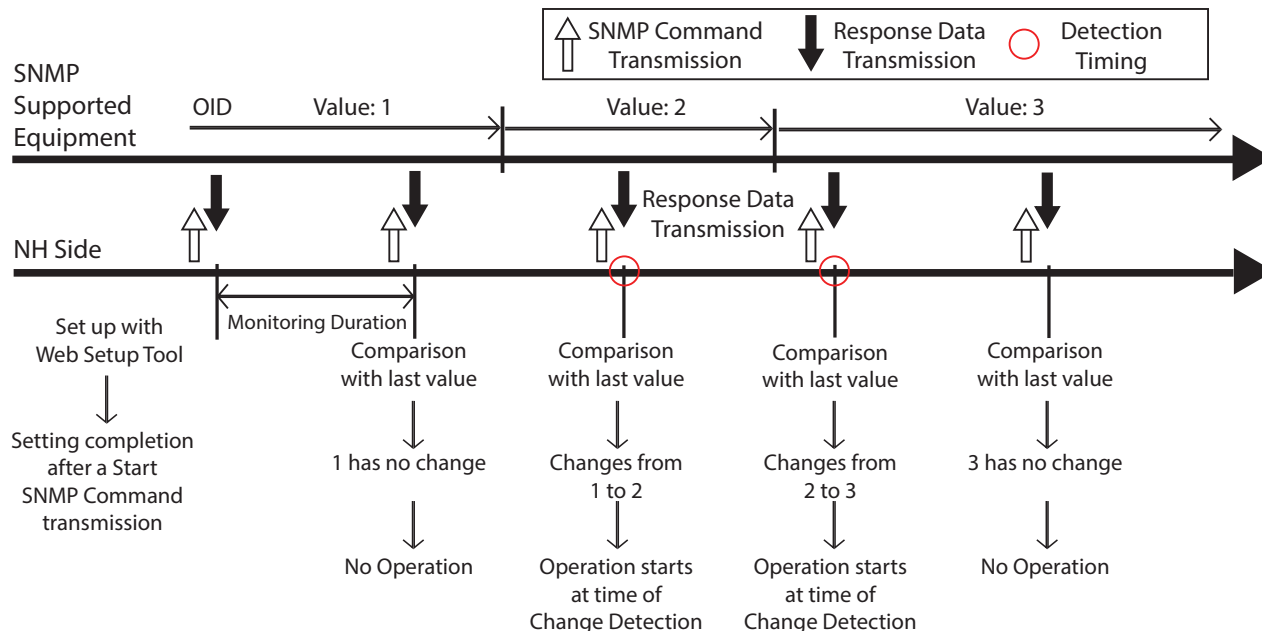 SNMP Command
Transmission
Response Data
Transmission
Detection
Timing
SNMP
Supported
Equipment
OID
Value: 1
Value: 2
Value: 3
Response Data
Transmission
NH Side
Monitoring Duration
Set up with
Web Setup Tool
Setting completion
after a Start
SNMP Command
transmission
Comparison
with last value
1 has no change
No Operation
Comparison
with last value
Changes from
1 to 2
Operation starts
at time of
Change Detection
Comparison
with last value
Changes from
2 to 3
Operation starts
at time of
Change Detection
Comparison
with last value
3 has no change
No Operation